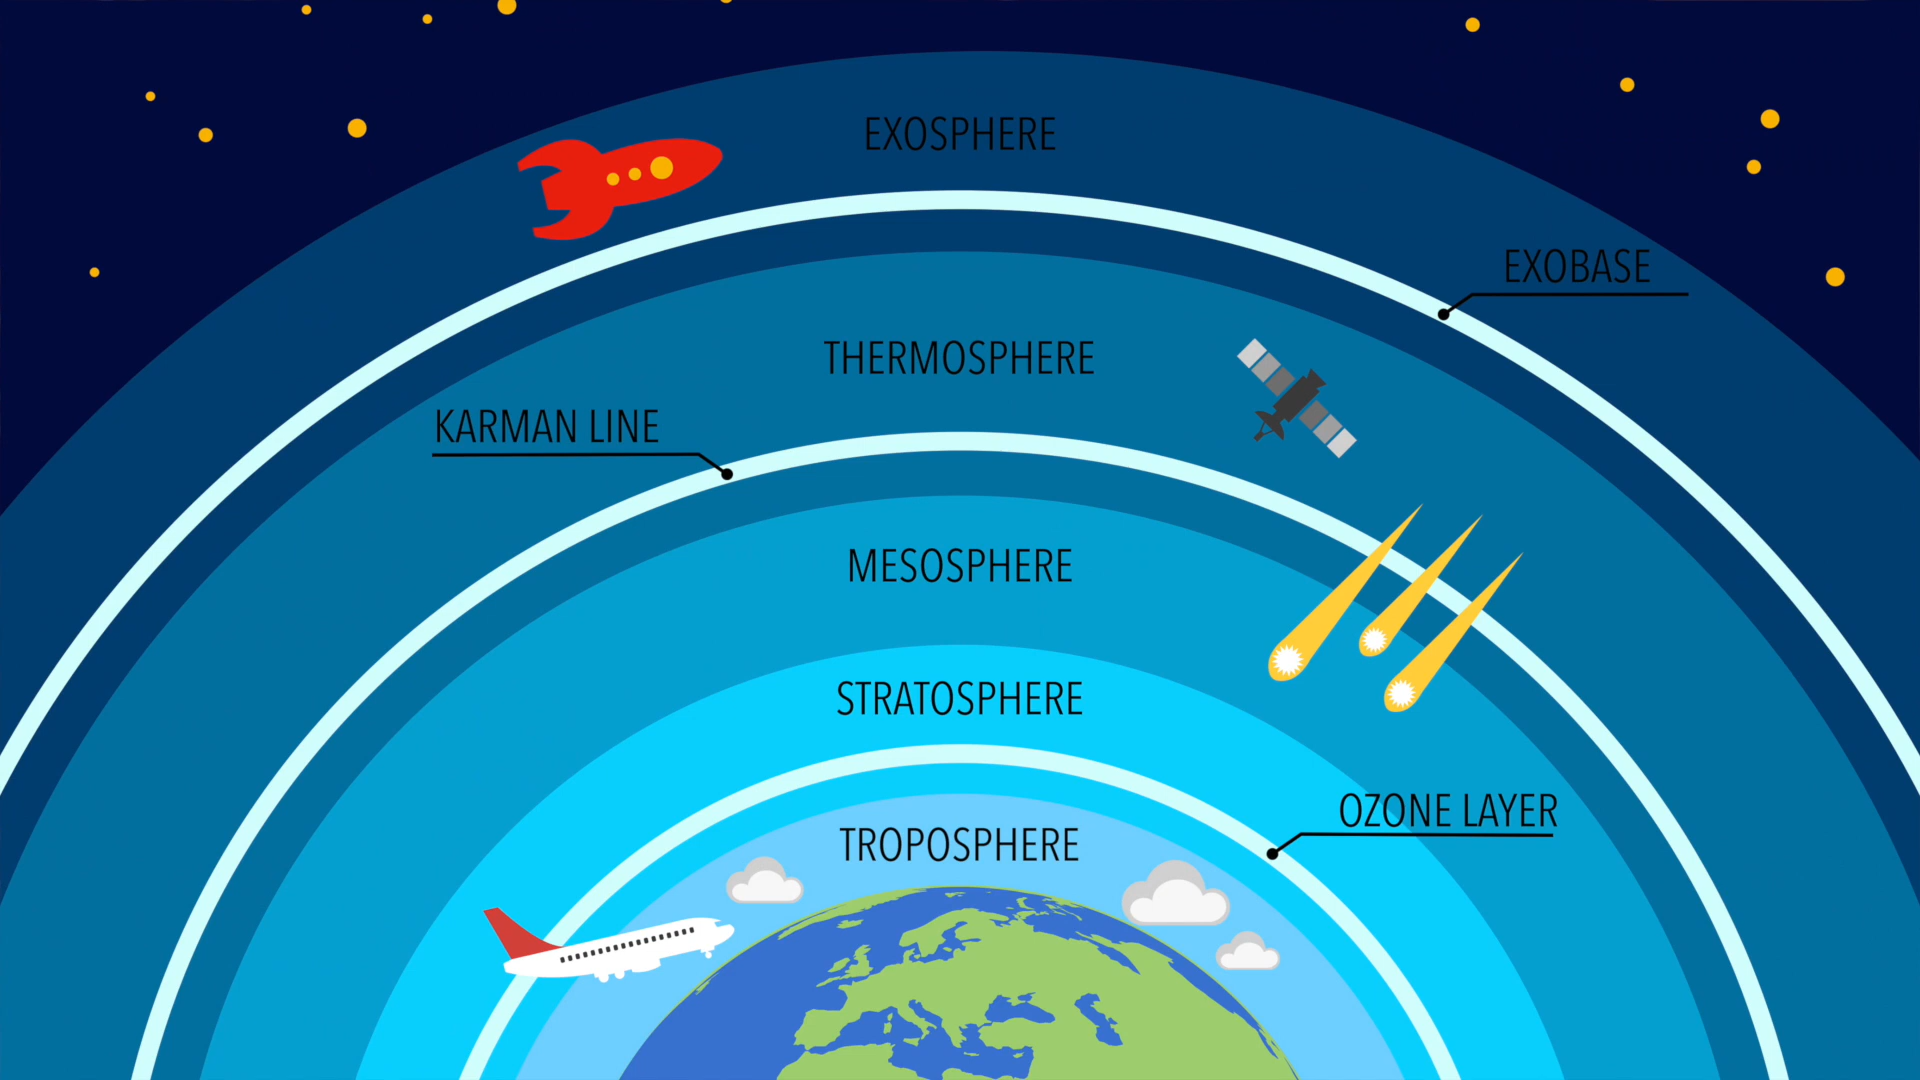 EXOSPHERE
EXOBASE
THERMOSPHERE
KARMAN LINE
MESOSPHERE
STRATOSPHERE
OZONE LAYER
TROPOSPHERE